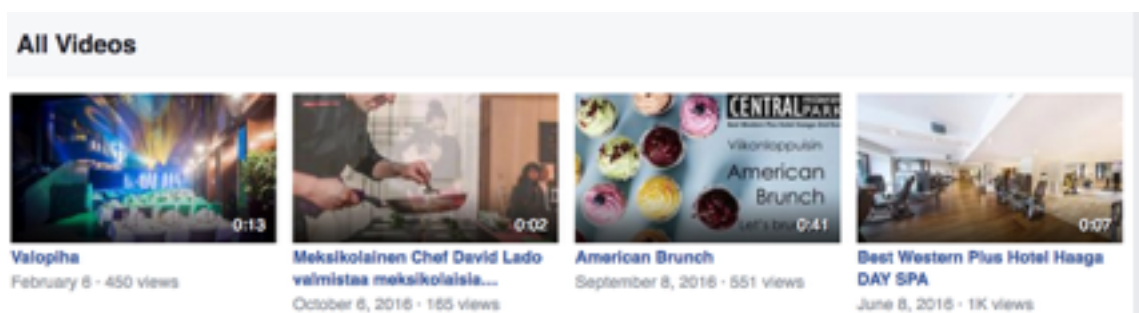 All Videos
0:13
Valopiha
February 6 · 450 views
0:02
Meksikolainen Chef David Lado
valmistaa meksikolaisia...
October 6, 2016 · 165 views
CENTRAL PARK
Viikonloppuisin
American
Brunch
Let's
0:41
American Brunch
September 8, 2016 · 551 views
0:07
Best Western Plus Hotel Haaga
DAY SPA
June 8, 2016 · 1K views